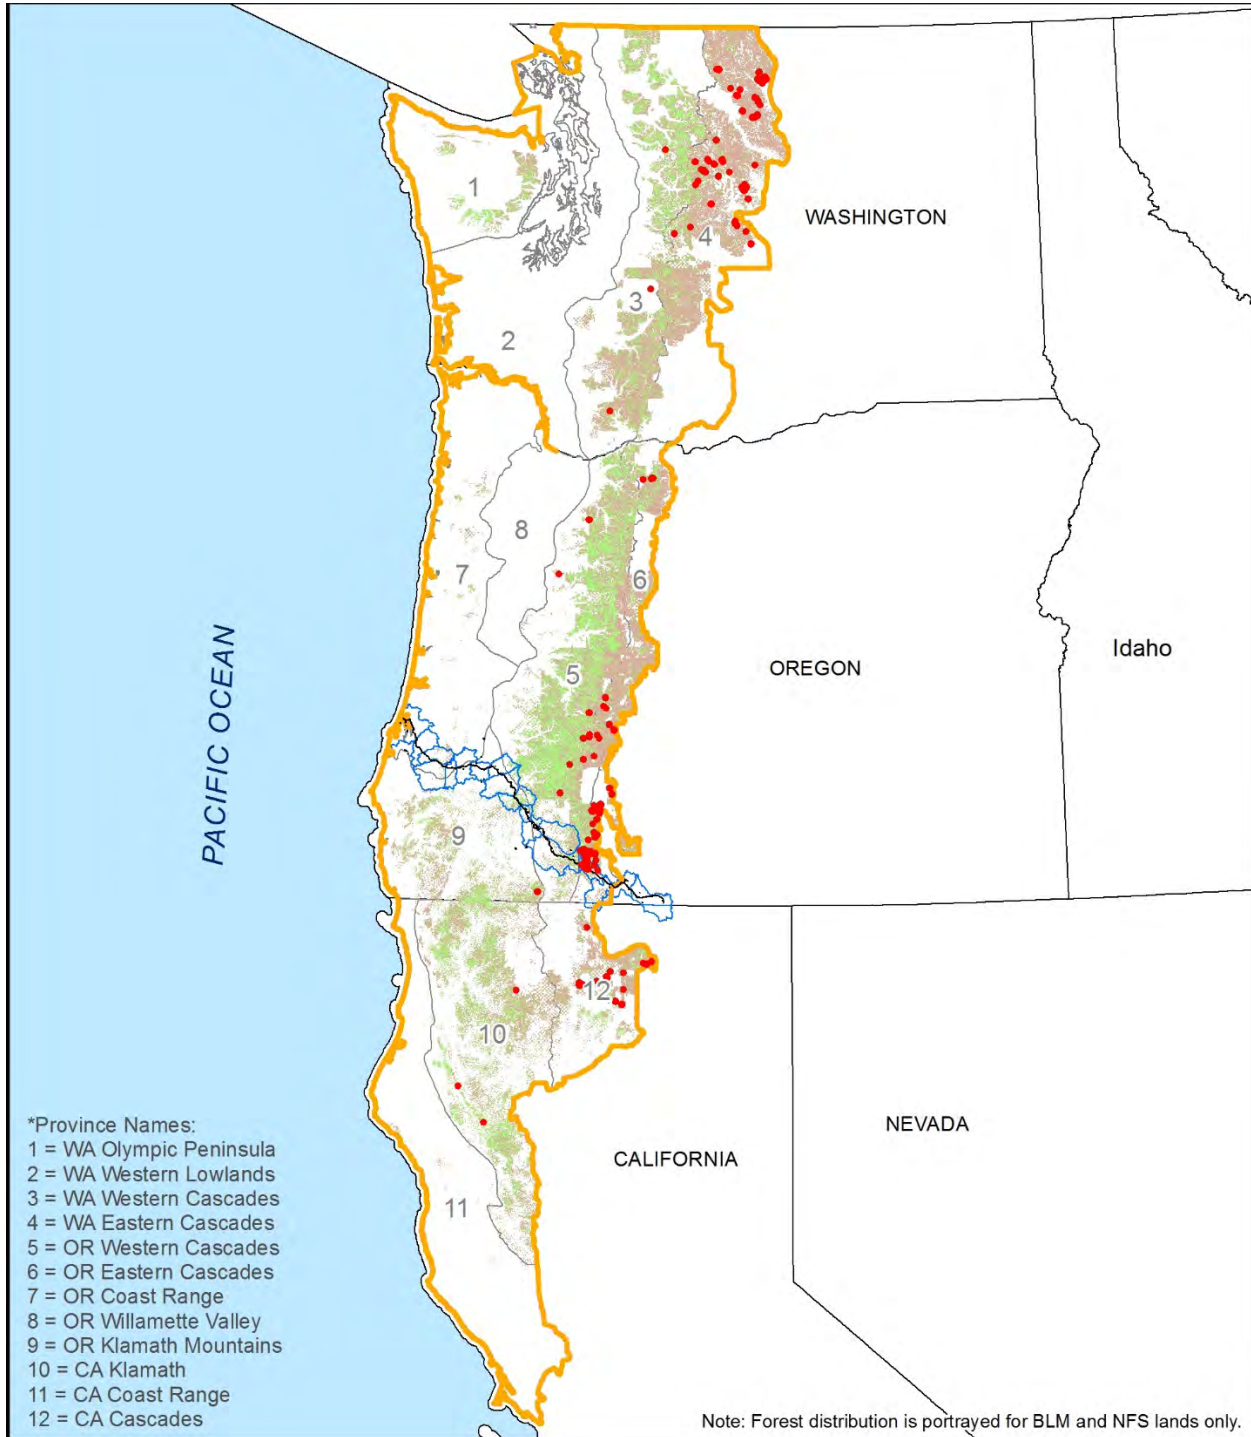 WASHINGTON
1
4
3
2
8
7
6
5
OREGON
Idaho
PACIFIC OCEAN
9
12
10
NEVADA
CALIFORNIA
11
*Province Names:
1 = WA Olympic Peninsula
2 = WA Western Lowlands
3 = WA Western Cascades
4 = WA Eastern Cascades
5 = OR Western Cascades
6 = OR Eastern Cascades
7 = OR Coast Range
8 = OR Willamette Valley
9 = OR Klamath Mountains
10 = CA Klamath
11 = CA Coast Range
12 = CA Cascades
Note: Forest distribution is portrayed for BLM and NFS lands only.